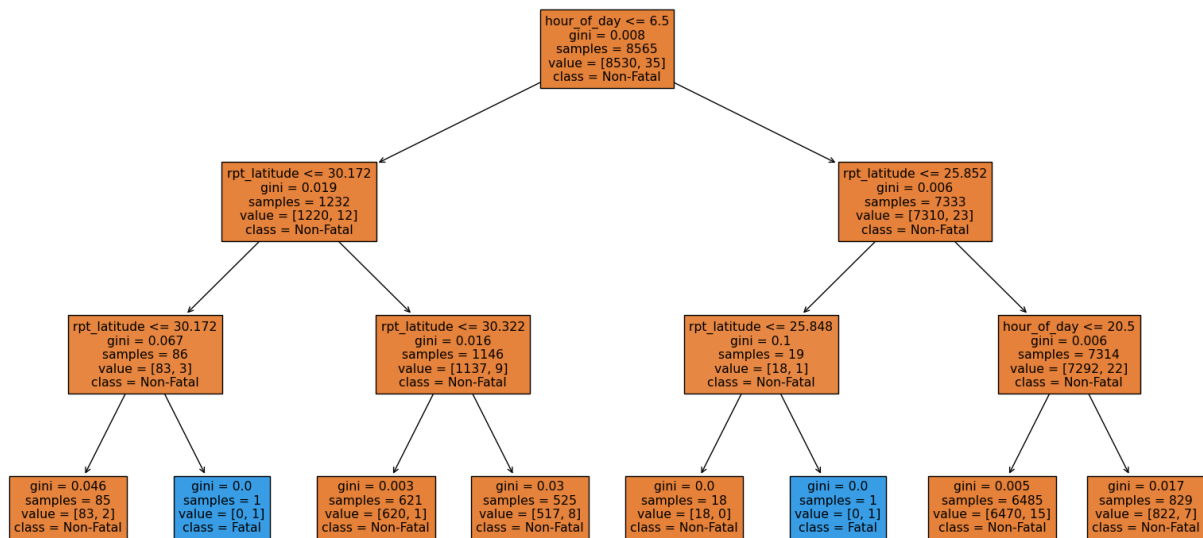 hour_of_day <= 6.5
gini = 0.008
samples = 8565
value = [8530, 35]
class = Non-Fatal
rpt_latitude <= 30.172
gini = 0.019
samples = 1232
value = [1220, 12]
class = Non-Fatal
rpt_latitude <= 25.852
gini = 0.006
samples = 7333
value = [7310, 23]
class = Non-Fatal
rpt_latitude <= 30.172
gini = 0.067
samples = 86
value = [83, 3]
class = Non-Fatal
rpt_latitude <= 30.322
gini = 0.016
samples = 1146
value = [1137, 9]
class = Non-Fatal
rpt_latitude <= 25.848
gini = 0.1
samples = 19
value = [18, 1]
class = Non-Fatal
hour_of_day <= 20.5
gini = 0.006
samples = 7314
value = [7292, 22]
class = Non-Fatal
gini = 0.046
samples = 85
value = [83, 2]
class = Non-Fatal
gini = 0.0
samples = 1
value = [0, 1]
class = Fatal
gini = 0.003
samples = 621
value = [620, 1]
class = Non-Fatal
gini = 0.03
samples = 525
value = [517, 8]
class = Non-Fatal
gini = 0.0
samples = 18
value = [18, 0]
class = Non-Fatal
gini = 0.0
samples = 1
value = [0, 1]
class = Fatal
gini = 0.005
samples = 6485
value = [6470, 15]
class = Non-Fatal
gini = 0.017
samples = 829
value = [822, 7]
class = Non-Fatal